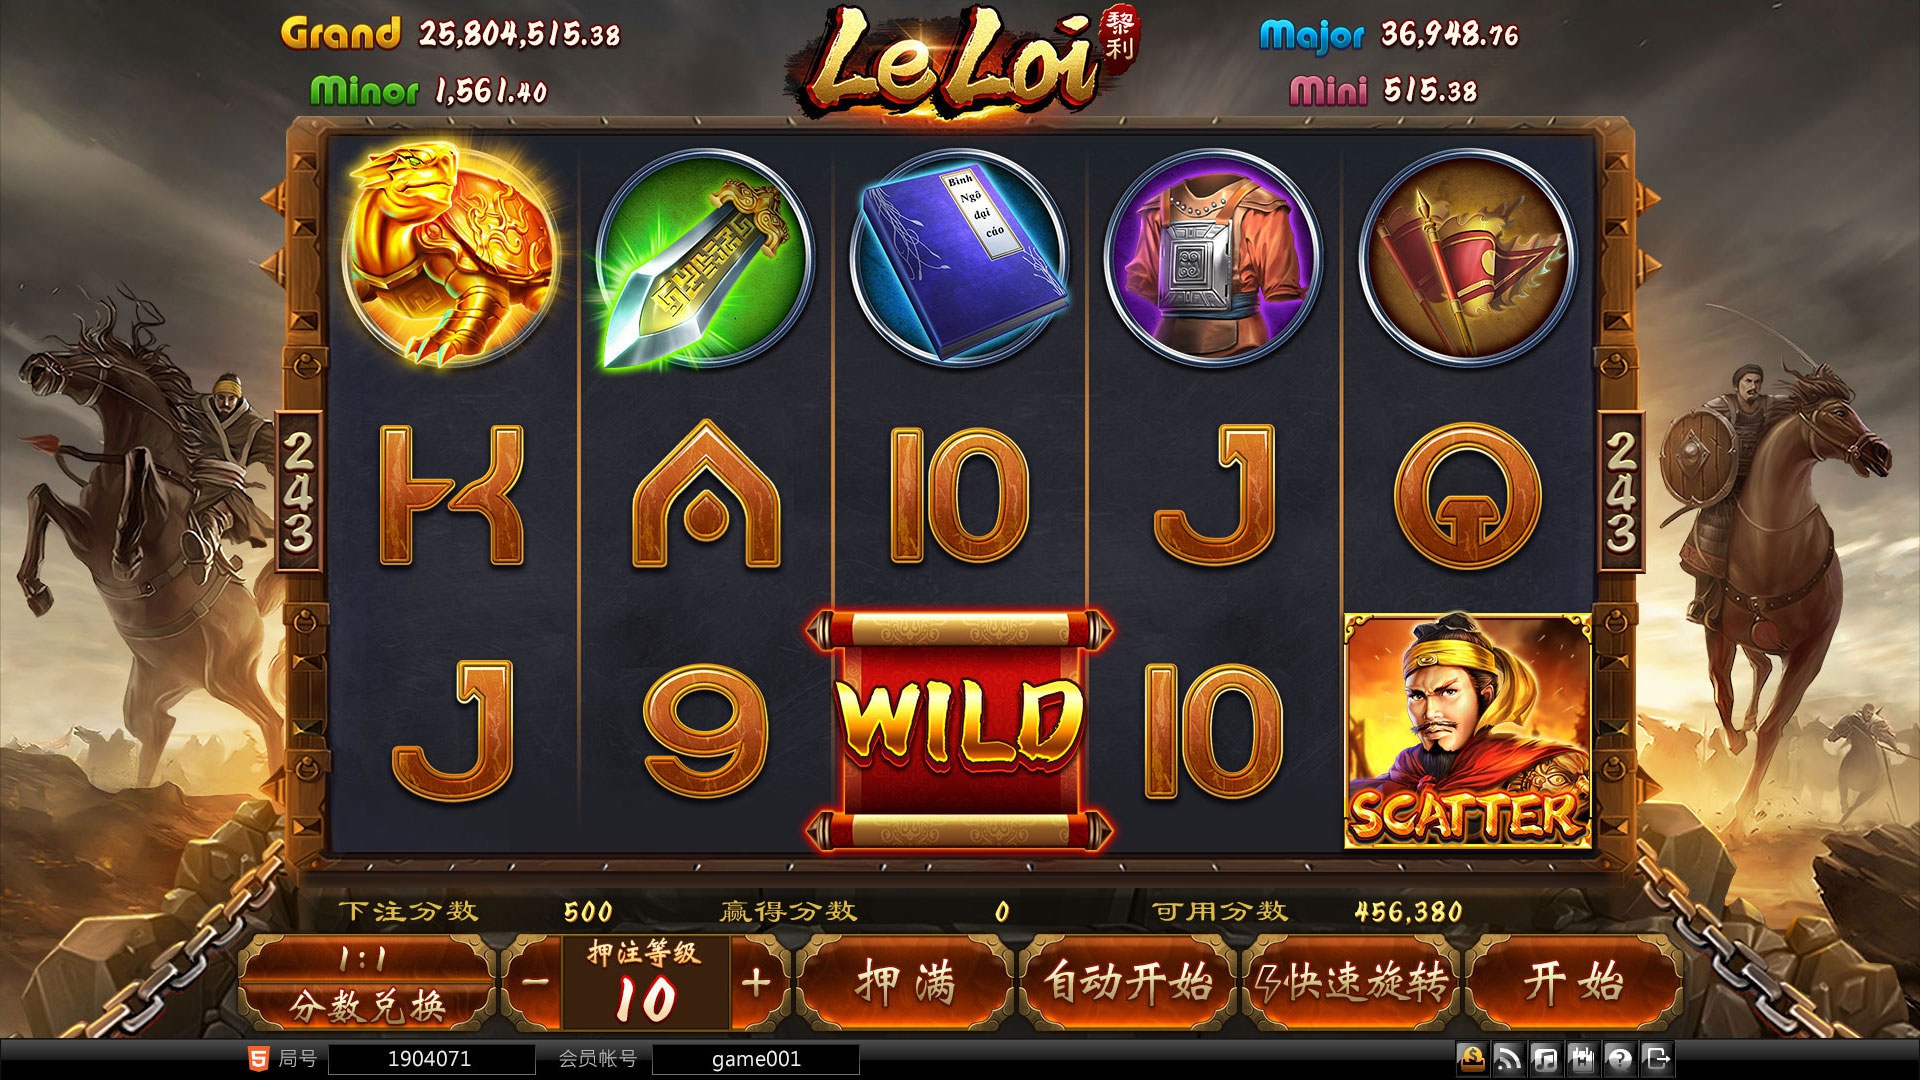 Grand 25,804,515.38
Minor 1,561.40
Le Loi 黎利
Major 36,948.76
Mini 515.38
Bình
Ngô
đại
cáo
243
K A 10 J Q
243
J 9 WILD 10
SCATTER
下注分数 500 赢得分数 0 可用分数 456,380
1:1
分数兑换
−
押注等级
10
+
押满
自动开始
快速旋转
开始
5 局号 1904071 会员帐号 game001
$ ?